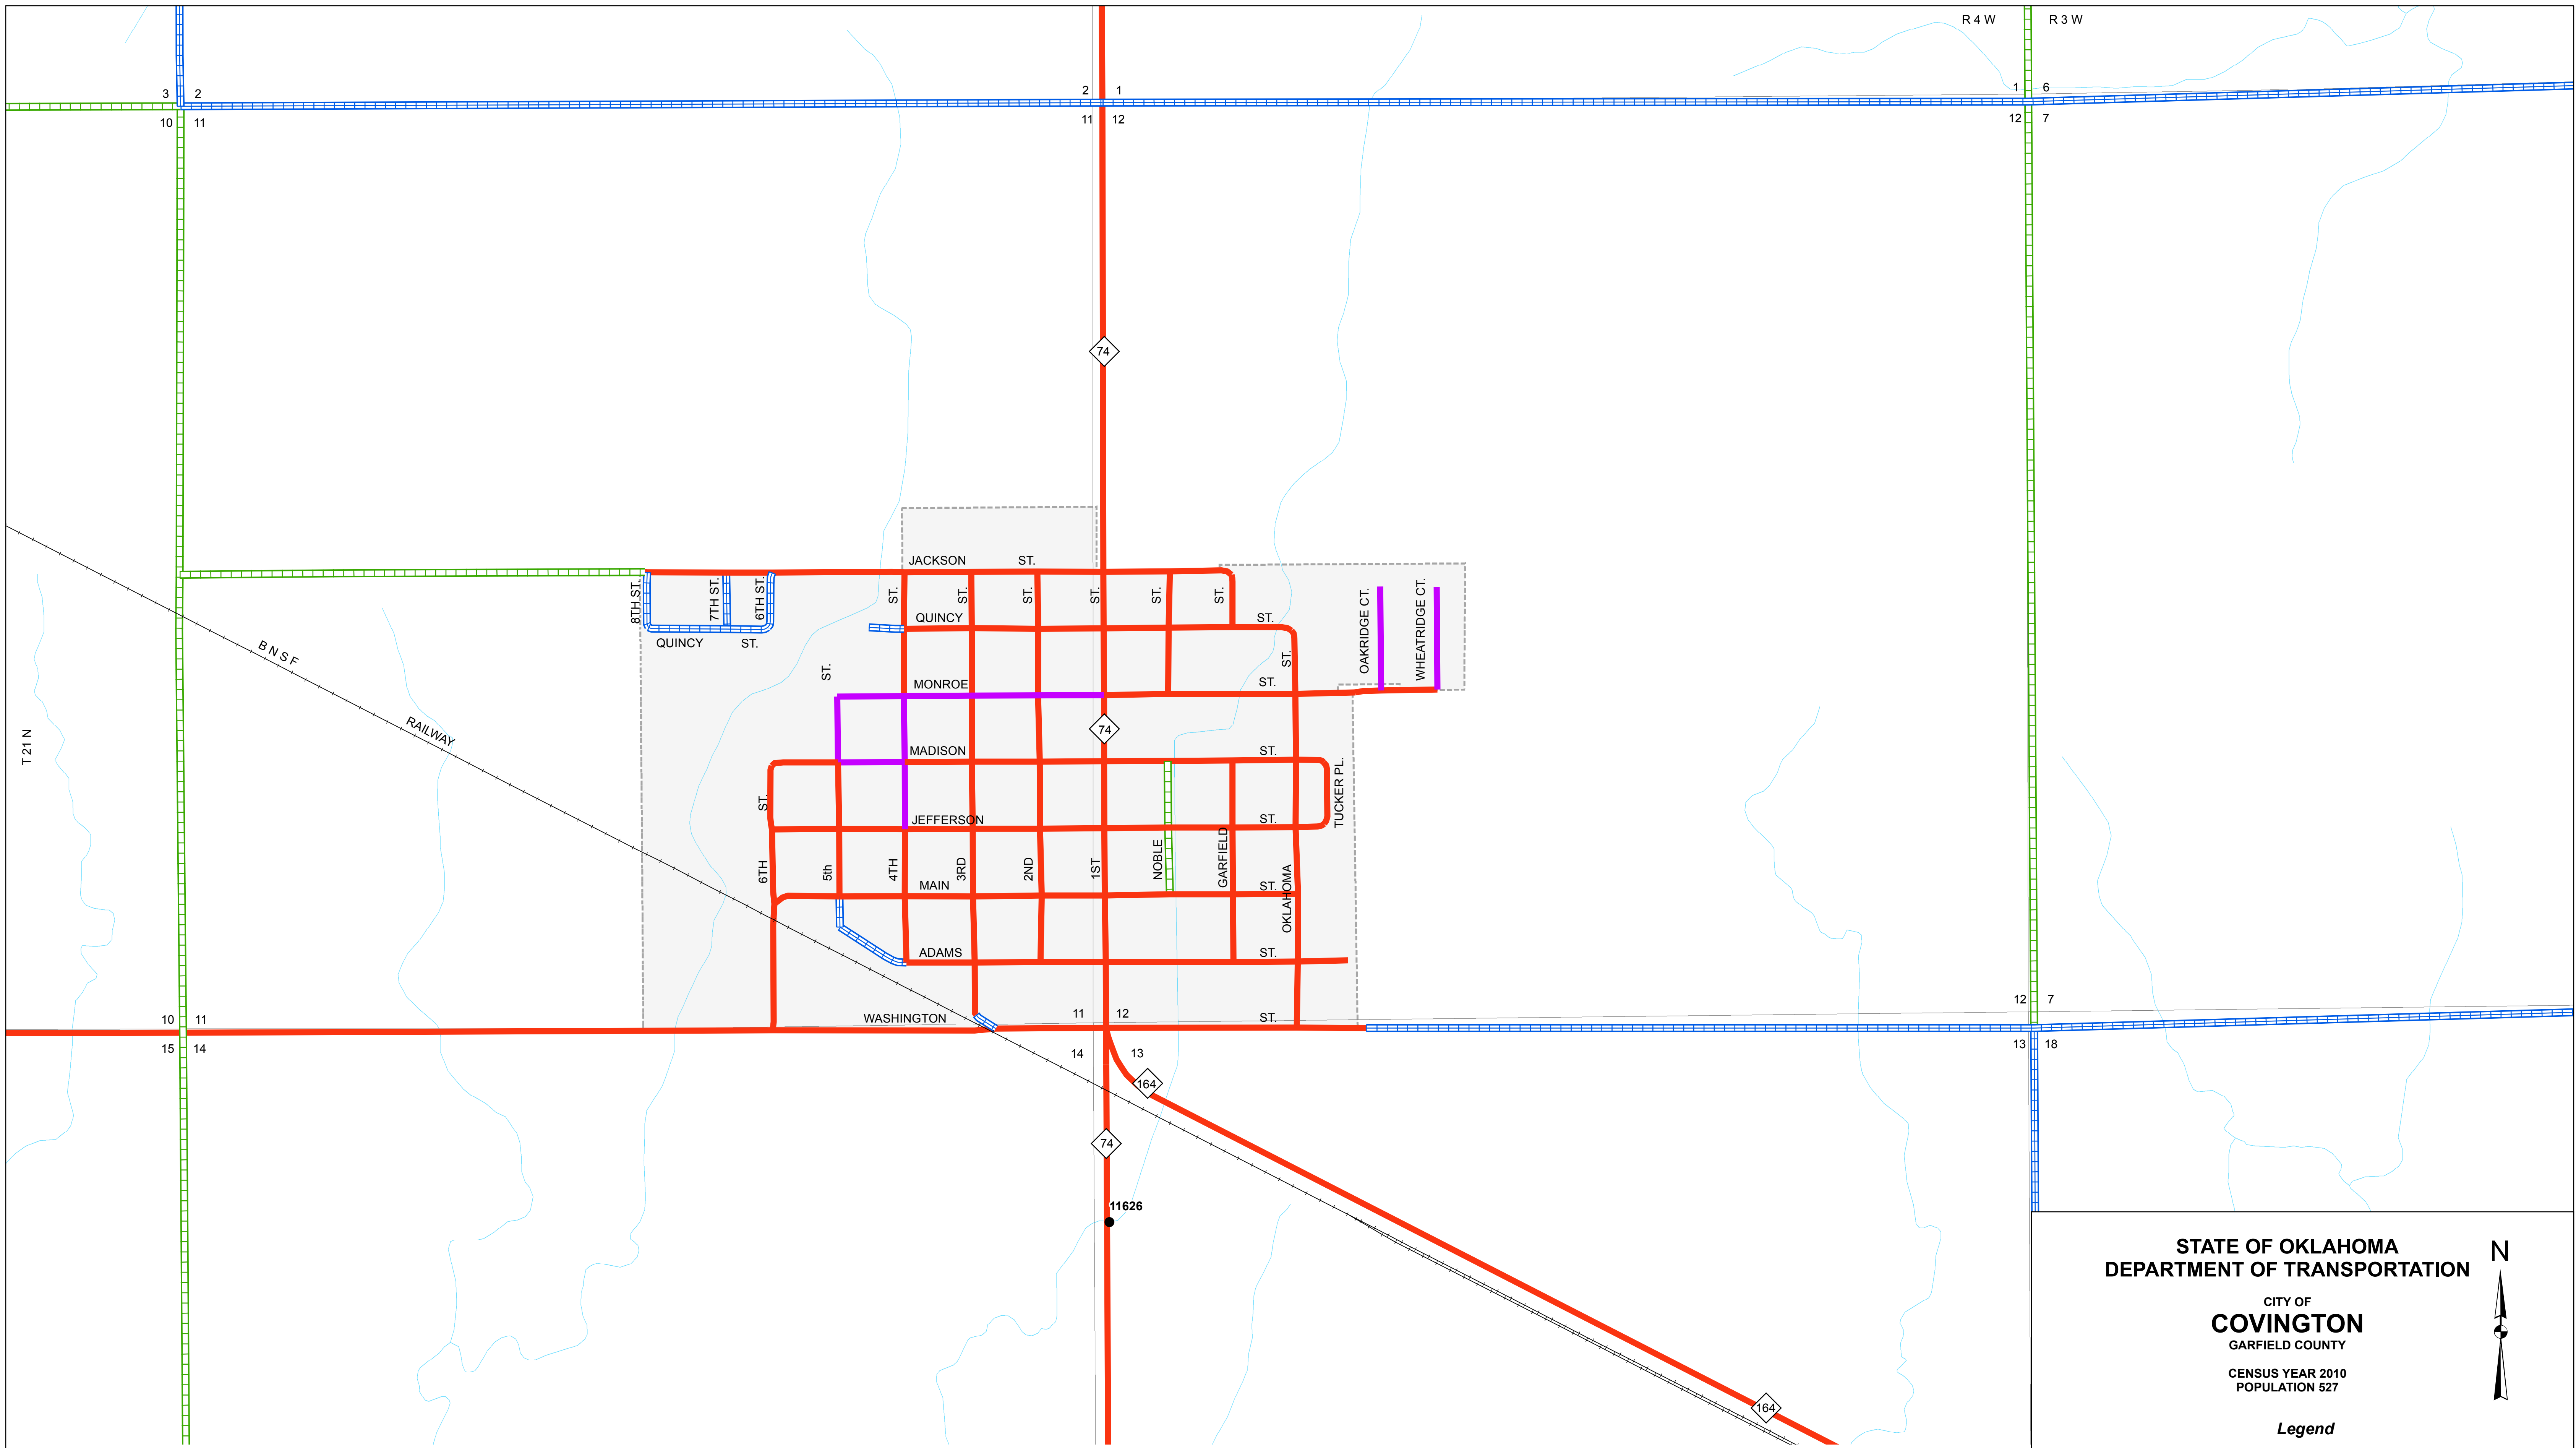 R 4 W
R 3 W
3
2
2
1
1
6
10
11
11
12
12
7
74
JACKSON ST.
8TH ST.
7TH ST.
6TH ST.
ST.
ST.
ST.
ST.
ST.
ST.
QUINCY ST.
QUINCY ST.
OAKRIDGE CT.
WHEATRIDGE CT.
ST.
ST.
MONROE ST.
B N S F
RAILWAY
T 21 N
74
MADISON ST.
ST.
TUCKER PL.
JEFFERSON ST.
6TH
5th
4TH
3RD
2ND
1ST
NOBLE
GARFIELD
OKLAHOMA
MAIN ST.
ADAMS ST.
10
11
WASHINGTON ST.
11
12
12
7
15
14
14
13
13
18
164
74
11626
164
STATE OF OKLAHOMA
DEPARTMENT OF TRANSPORTATION
N
CITY OF
COVINGTON
GARFIELD COUNTY
CENSUS YEAR 2010
POPULATION 527
Legend